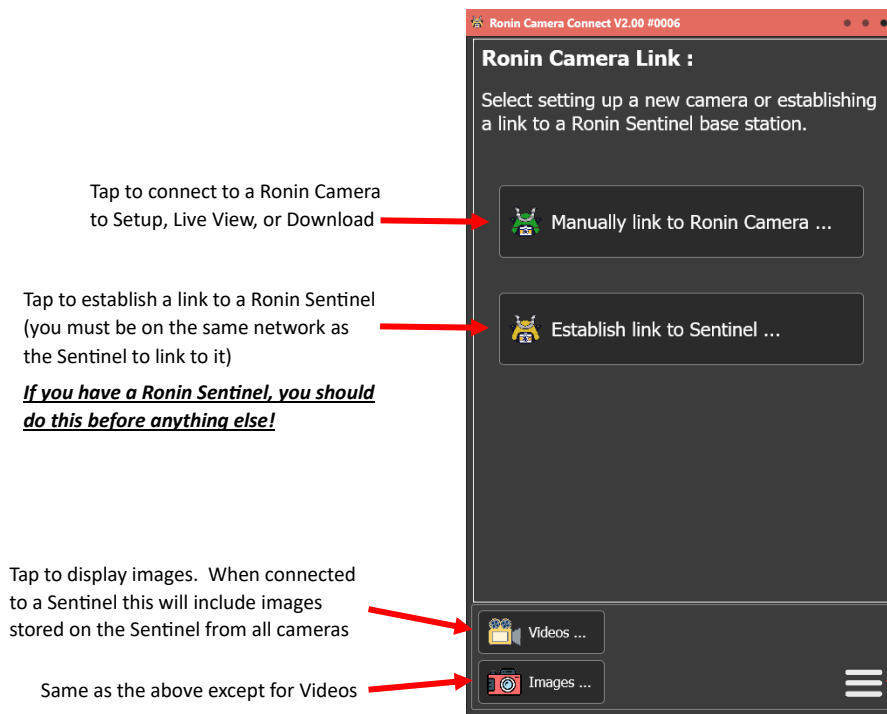 Ronin Camera Connect V2.00 #0006
Ronin Camera Link :
Select setting up a new camera or establishing
a link to a Ronin Sentinel base station.
Tap to connect to a Ronin Camera
to Setup, Live View, or Download
Manually link to Ronin Camera ...
Tap to establish a link to a Ronin Sentinel
(you must be on the same network as
the Sentinel to link to it)
Establish link to Sentinel ...
If you have a Ronin Sentinel, you should
do this before anything else!
Tap to display images.  When connected
to a Sentinel this will include images
stored on the Sentinel from all cameras
Videos ...
Same as the above except for Videos
Images ...